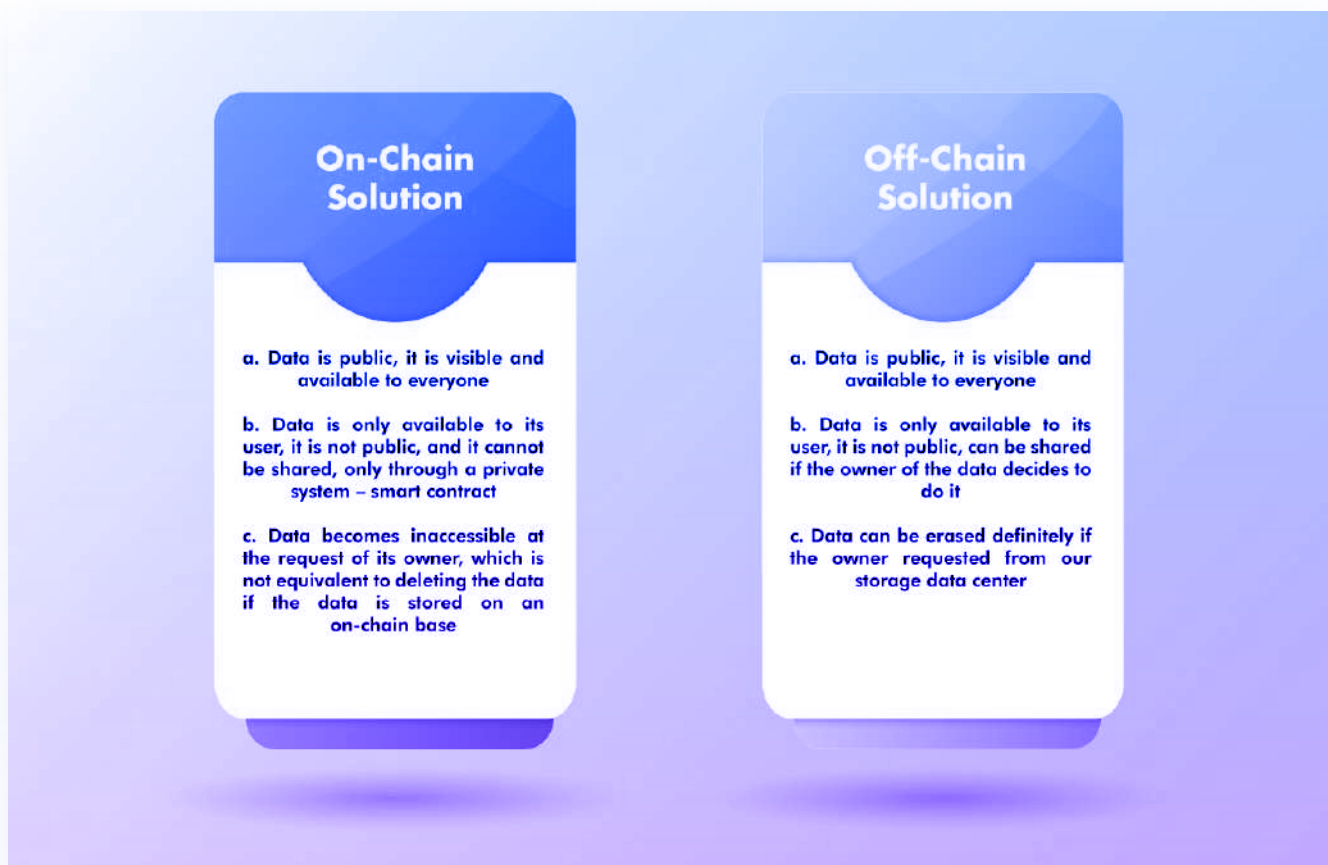 On-Chain
Solution
a. Data is public, it is visible and
available to everyone
b. Data is only available to its
user, it is not public, and it cannot
be shared, only through a private
system – smart contract
c. Data becomes inaccessible at
the request of its owner, which is
not equivalent to deleting the data
if the data is stored on an
on-chain base
Off-Chain
Solution
a. Data is public, it is visible and
available to everyone
b. Data is only available to its
user, it is not public, can be shared
if the owner of the data decides to
do it
c. Data can be erased definitely if
the owner requested from our
storage data center